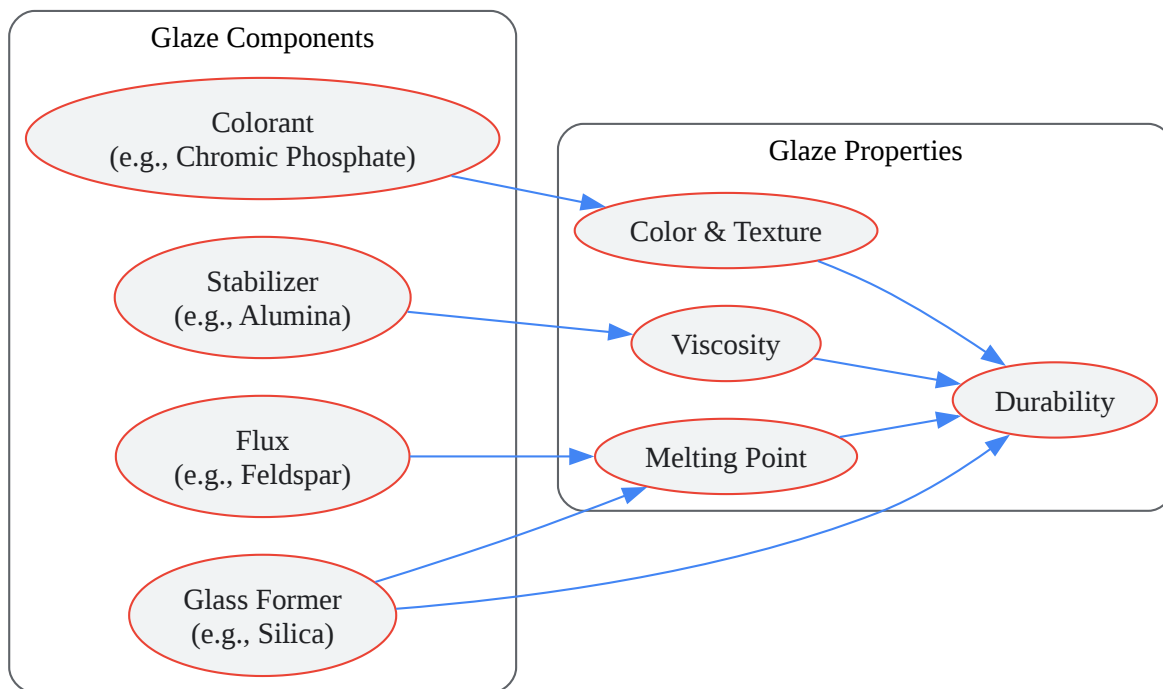 Glaze Components
Colorant
(e.g., Chromic Phosphate)
Stabilizer
(e.g., Alumina)
Flux
(e.g., Feldspar)
Glass Former
(e.g., Silica)
Glaze Properties
Color & Texture
Viscosity
Melting Point
Durability